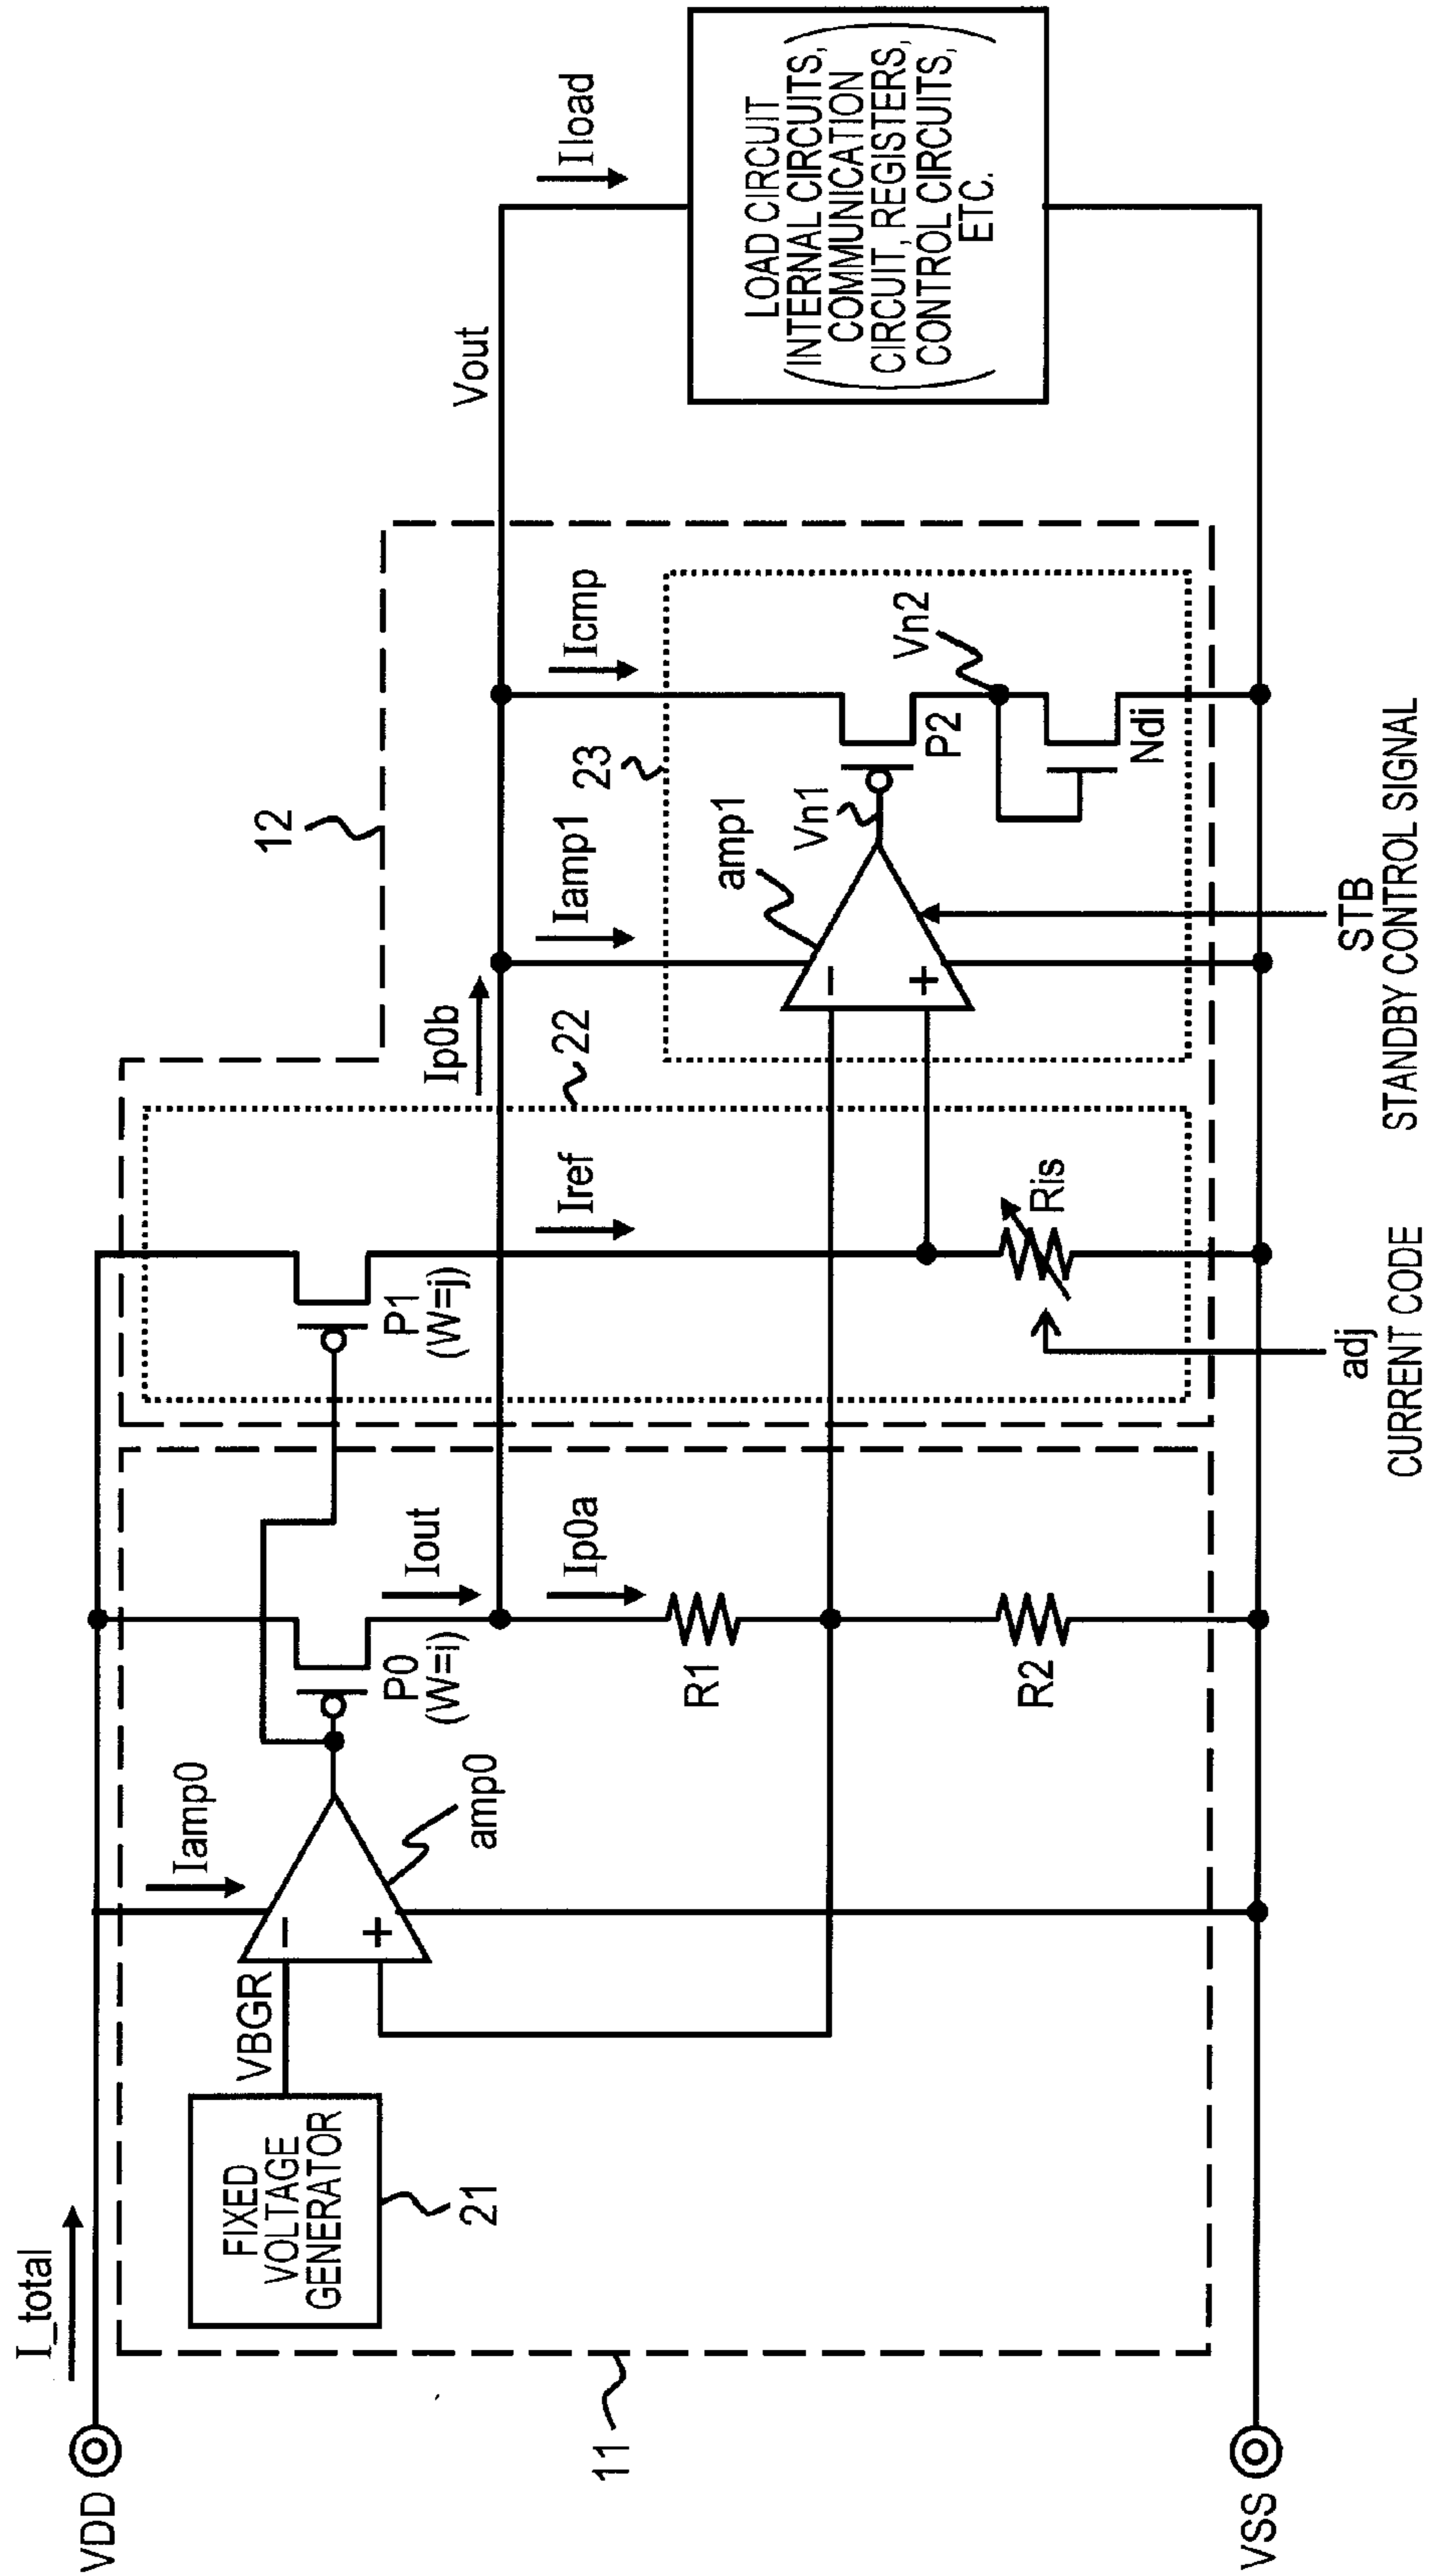 I_total
VDD
VSS
11
FIXED
VOLTAGE
GENERATOR
21
VBGR
Iamp0
amp0
P0
(W=i)
Iout
Ip0a
R1
R2
12
P1
(W=j)
Iref
22
Ris
adj
CURRENT CODE
Ip0b
Iamp1
amp1
23
Vn1
Icmp
P2
Vn2
Ndi
STB
STANDBY CONTROL SIGNAL
Vout
Iload
LOAD CIRCUIT
(INTERNAL CIRCUITS,
COMMUNICATION
CIRCUIT, REGISTERS,
CONTROL CIRCUITS,
ETC.)